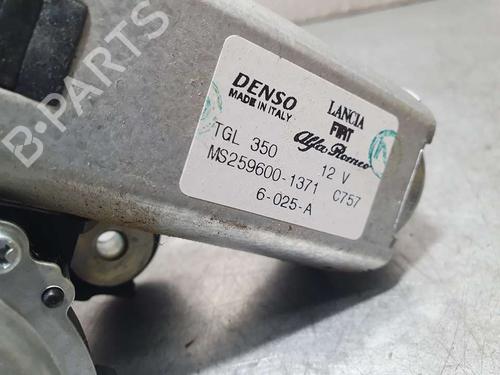 DENSO
MADE IN ITALY
LANCIA
FIAT
Alfa Romeo
TGL 350
12 V
MS259600-1371
C757
6-025-A
B-PARTS